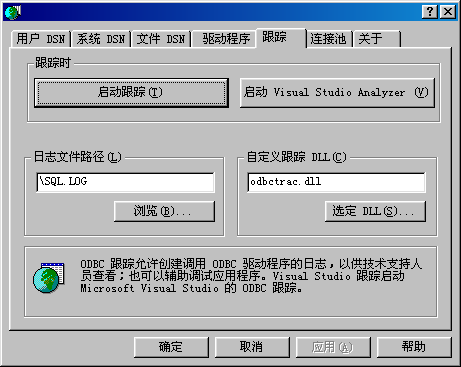 用户 DSN 系统 DSN 文件 DSN 驱动程序 跟踪 连接池 关于
跟踪时
启动跟踪(T) 启动 Visual Studio Analyzer (V)
日志文件路径(L) 自定义跟踪 DLL(C)
\SQL.LOG odbctrac.dll
浏览(B)... 选定 DLL(S)...
ODBC 跟踪允许创建调用 ODBC 驱动程序的日志，以供技术支持人
员查看；也可以辅助调试应用程序。Visual Studio 跟踪启动
Microsoft Visual Studio 的 ODBC 跟踪。
确定 取消 应用(A) 帮助